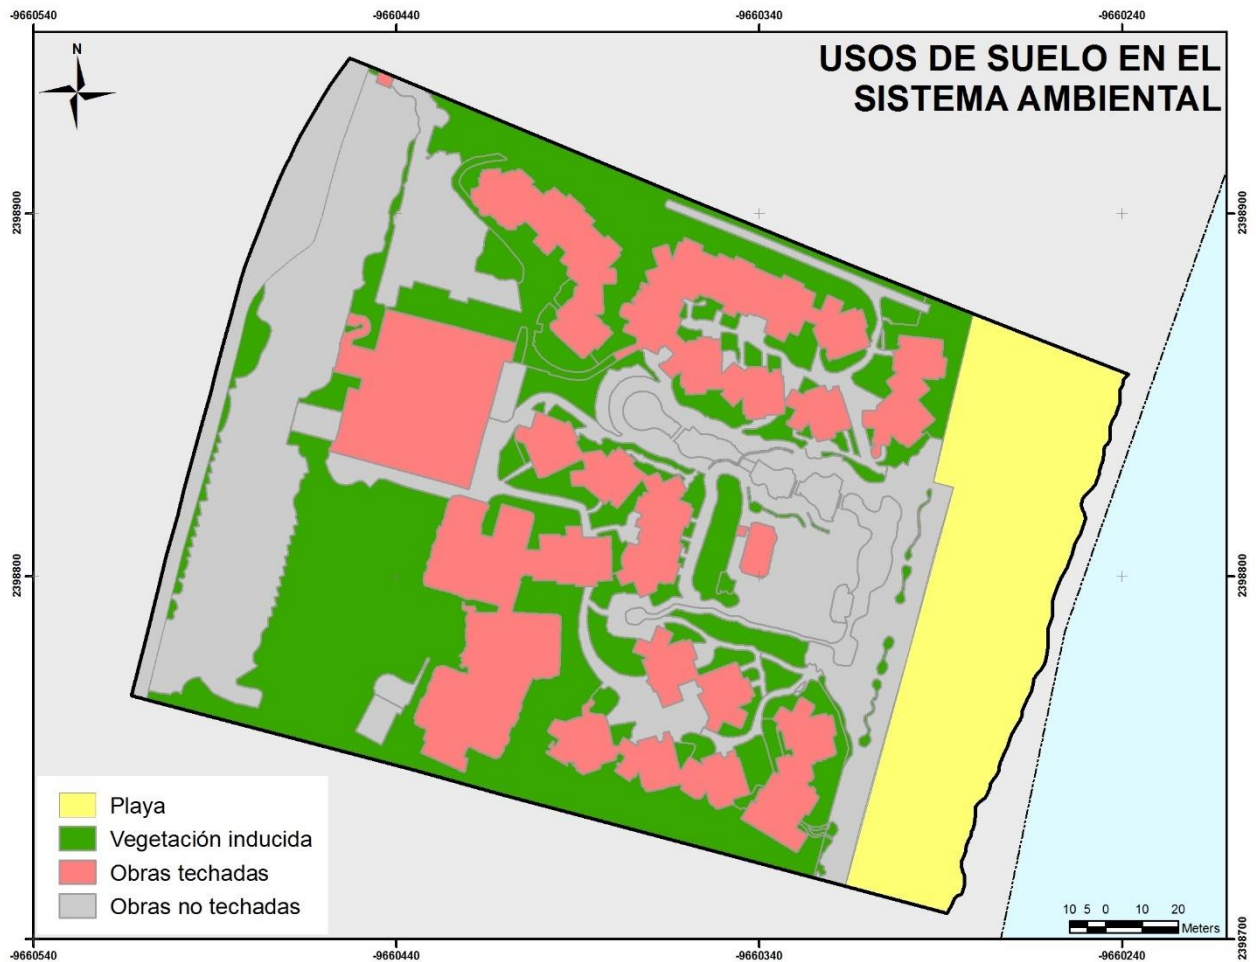 -9660540 -9660440 -9660340 -9660240
N
USOS DE SUELO EN EL
SISTEMA AMBIENTAL
2398900 2398900
2398800 2398800
Playa
Vegetación inducida
Obras techadas
Obras no techadas
10 5 0 10 20
Meters
2398700
-9660540 -9660440 -9660340 -9660240